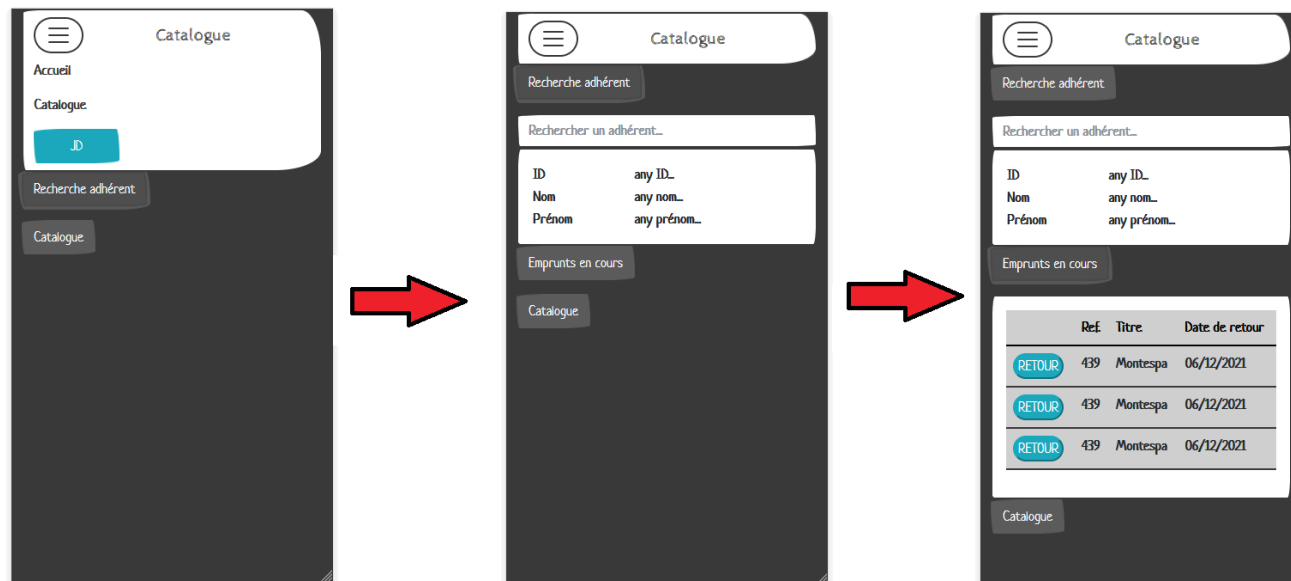 Catalogue
Accueil
Catalogue
JD
Recherche adhérent
Catalogue
Catalogue
Recherche adhérent
Rechercher un adhérent...
ID any ID...
Nom any nom...
Prénom any prénom...
Emprunts en cours
Catalogue
Catalogue
Recherche adhérent
Rechercher un adhérent...
ID any ID...
Nom any nom...
Prénom any prénom...
Emprunts en cours
Ref. Titre Date de retour
RETOUR 439 Montespa 06/12/2021
RETOUR 439 Montespa 06/12/2021
RETOUR 439 Montespa 06/12/2021
Catalogue